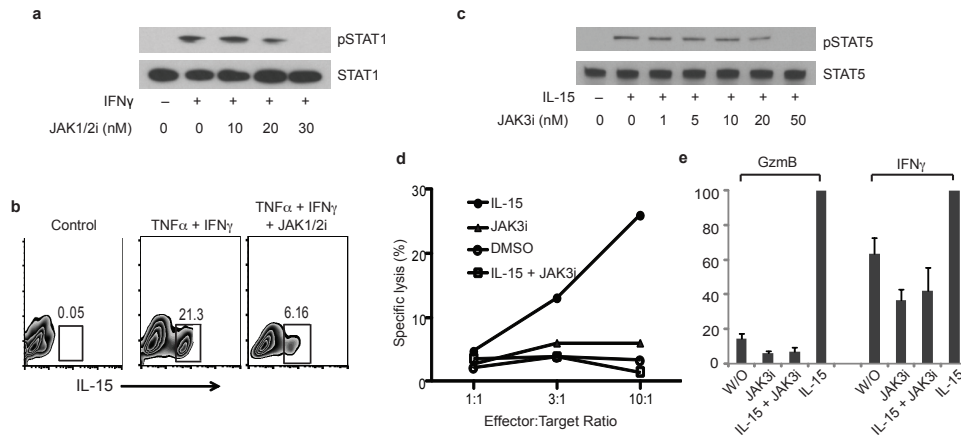 a
pSTAT1
STAT1
IFNγ – + + + +
JAK1/2i (nM) 0 0 10 20 30
c
pSTAT5
STAT5
IL-15 – + + + + + +
JAK3i (nM) 0 0 1 5 10 20 50
b
Control
TNFα + IFNγ
TNFα + IFNγ
+ JAK1/2i
0.05
21.3
6.16
IL-15
d
30
20
10
0
Specific lysis (%)
IL-15
JAK3i
DMSO
IL-15 + JAK3i
1:1 3:1 10:1
Effector:Target Ratio
e
GzmB
IFNγ
100
80
60
40
20
0
W/O
JAK3i
IL-15 + JAK3i
IL-15
W/O
JAK3i
IL-15 + JAK3i
IL-15